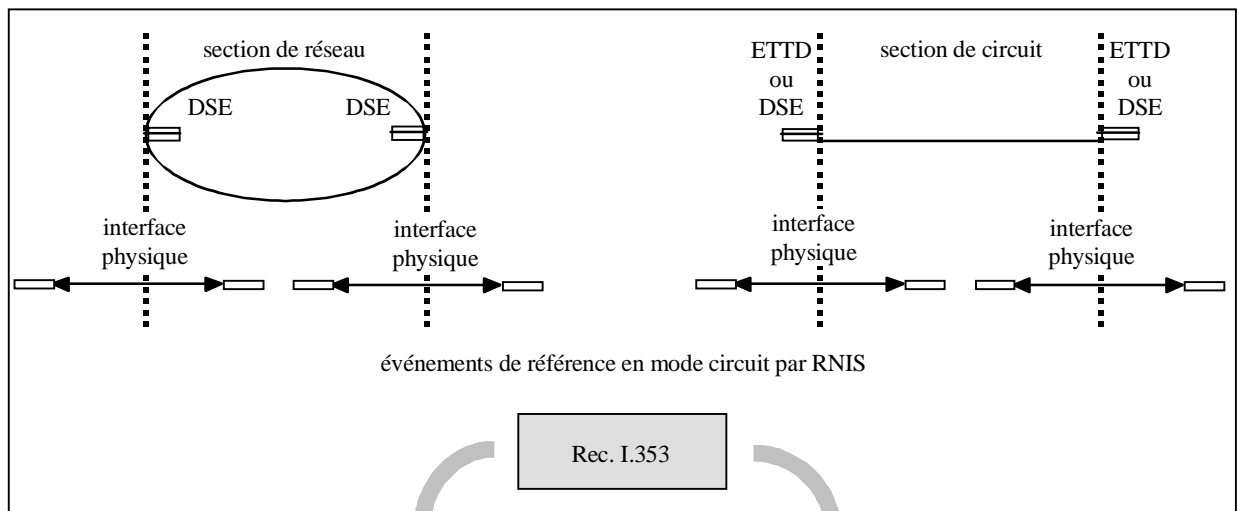 section de réseau
DSE
DSE
ETTD
ou
DSE
section de circuit
ETTD
ou
DSE
interface
physique
interface
physique
interface
physique
interface
physique
événements de référence en mode circuit par RNIS
Rec. I.353